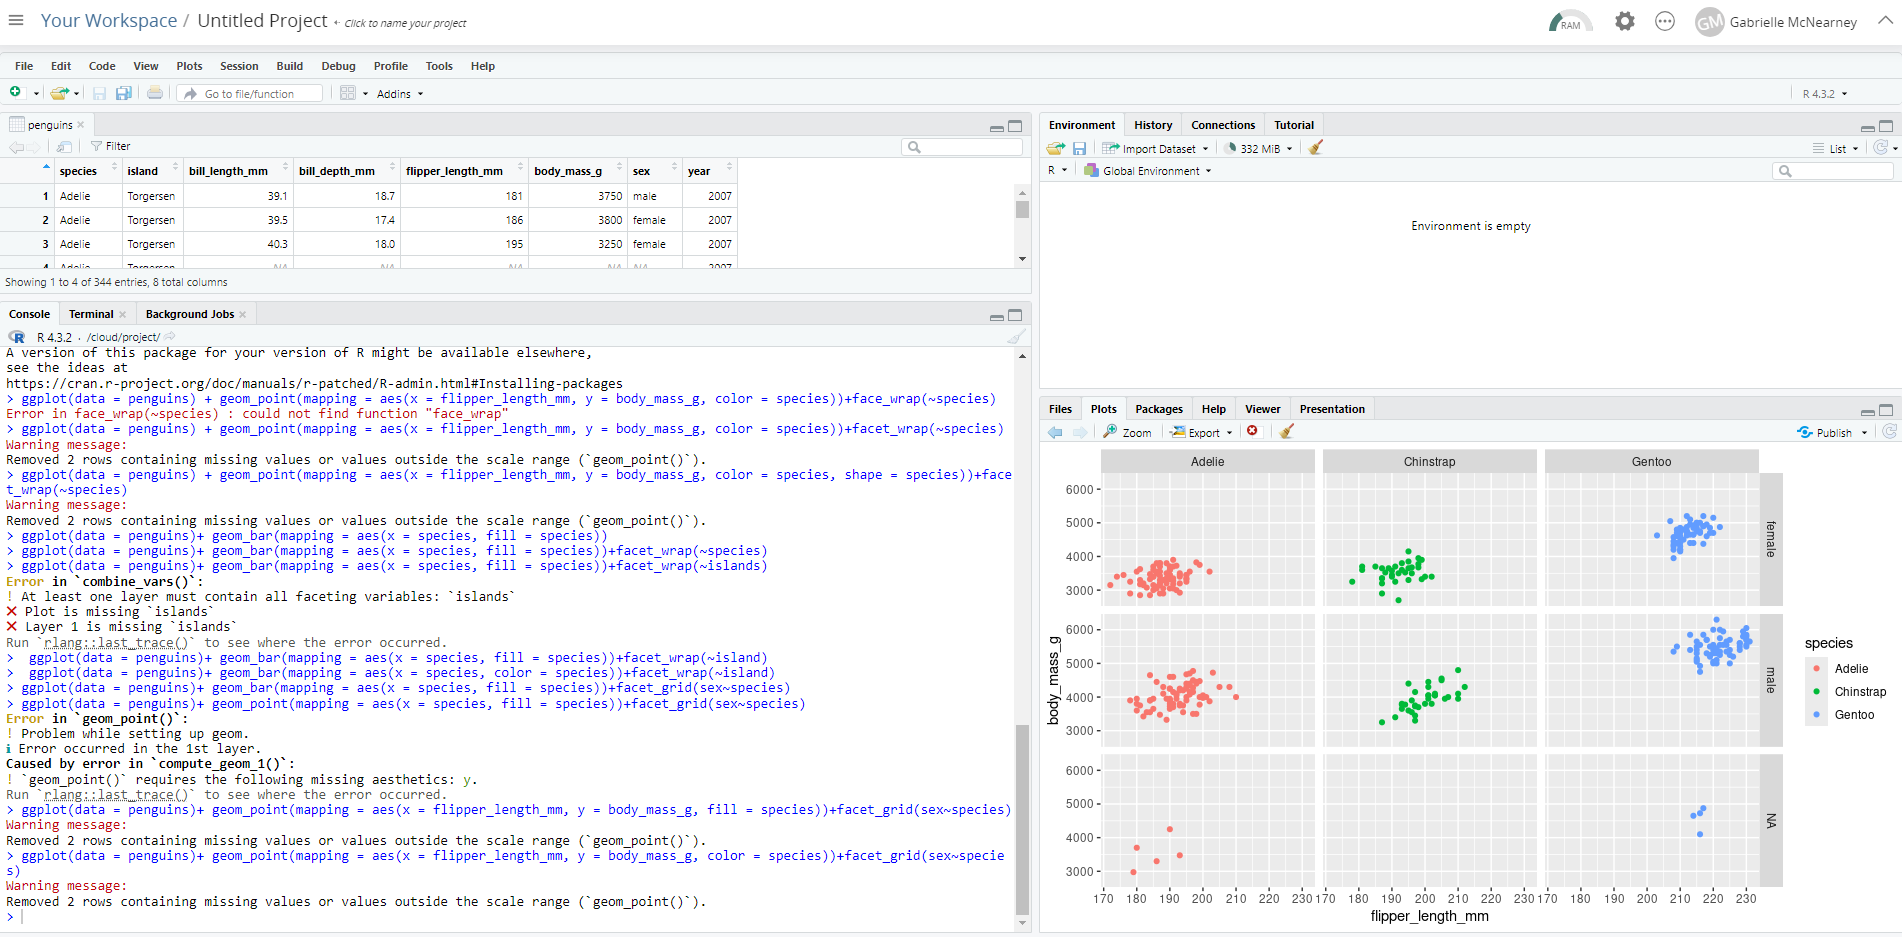 Your Workspace / Untitled Project ← Click to name your project
RAM
GM Gabrielle McNearney
File Edit Code View Plots Session Build Debug Profile Tools Help
Go to file/function Addins R 4.3.2
penguins
Filter
species island bill_length_mm bill_depth_mm flipper_length_mm body_mass_g sex year
1 Adelie Torgersen 39.1 18.7 181 3750 male 2007
2 Adelie Torgersen 39.5 17.4 186 3800 female 2007
3 Adelie Torgersen 40.3 18.0 195 3250 female 2007
4 Adelie Torgersen NA NA NA NA NA 2007
Showing 1 to 4 of 344 entries, 8 total columns
Console Terminal Background Jobs
R R 4.3.2 · /cloud/project/
A version of this package for your version of R might be available elsewhere,
see the ideas at
https://cran.r-project.org/doc/manuals/r-patched/R-admin.html#Installing-packages
> ggplot(data = penguins) + geom_point(mapping = aes(x = flipper_length_mm, y = body_mass_g, color = species))+face_wrap(~species)
Error in face_wrap(~species) : could not find function "face_wrap"
> ggplot(data = penguins) + geom_point(mapping = aes(x = flipper_length_mm, y = body_mass_g, color = species))+facet_wrap(~species)
Warning message:
Removed 2 rows containing missing values or values outside the scale range (`geom_point()`).
> ggplot(data = penguins) + geom_point(mapping = aes(x = flipper_length_mm, y = body_mass_g, color = species, shape = species))+face
t_wrap(~species)
Warning message:
Removed 2 rows containing missing values or values outside the scale range (`geom_point()`).
> ggplot(data = penguins)+ geom_bar(mapping = aes(x = species, fill = species))
> ggplot(data = penguins)+ geom_bar(mapping = aes(x = species, fill = species))+facet_wrap(~species)
> ggplot(data = penguins)+ geom_bar(mapping = aes(x = species, fill = species))+facet_wrap(~islands)
Error in `combine_vars()`:
! At least one layer must contain all faceting variables: `islands`
✖ Plot is missing `islands`
✖ Layer 1 is missing `islands`
Run `rlang::last_trace()` to see where the error occurred.
>  ggplot(data = penguins)+ geom_bar(mapping = aes(x = species, fill = species))+facet_wrap(~island)
>  ggplot(data = penguins)+ geom_bar(mapping = aes(x = species, color = species))+facet_wrap(~island)
> ggplot(data = penguins)+ geom_bar(mapping = aes(x = species, fill = species))+facet_grid(sex~species)
> ggplot(data = penguins)+ geom_point(mapping = aes(x = species, fill = species))+facet_grid(sex~species)
Error in `geom_point()`:
! Problem while setting up geom.
ℹ Error occurred in the 1st layer.
Caused by error in `compute_geom_1()`:
! `geom_point()` requires the following missing aesthetics: y.
Run `rlang::last_trace()` to see where the error occurred.
> ggplot(data = penguins)+ geom_point(mapping = aes(x = flipper_length_mm, y = body_mass_g, fill = species))+facet_grid(sex~species)
Warning message:
Removed 2 rows containing missing values or values outside the scale range (`geom_point()`).
> ggplot(data = penguins)+ geom_point(mapping = aes(x = flipper_length_mm, y = body_mass_g, color = species))+facet_grid(sex~specie
s)
Warning message:
Removed 2 rows containing missing values or values outside the scale range (`geom_point()`).
>
Environment History Connections Tutorial
Import Dataset 332 MiB List
R Global Environment
Environment is empty
Files Plots Packages Help Viewer Presentation
Zoom Export Publish
Adelie Chinstrap Gentoo
6000
5000
4000
3000
female
6000
5000
4000
3000
male
6000
5000
4000
3000
NA
body_mass_g
170 180 190 200 210 220 230 170 180 190 200 210 220 230 170 180 190 200 210 220 230
flipper_length_mm
species
Adelie
Chinstrap
Gentoo